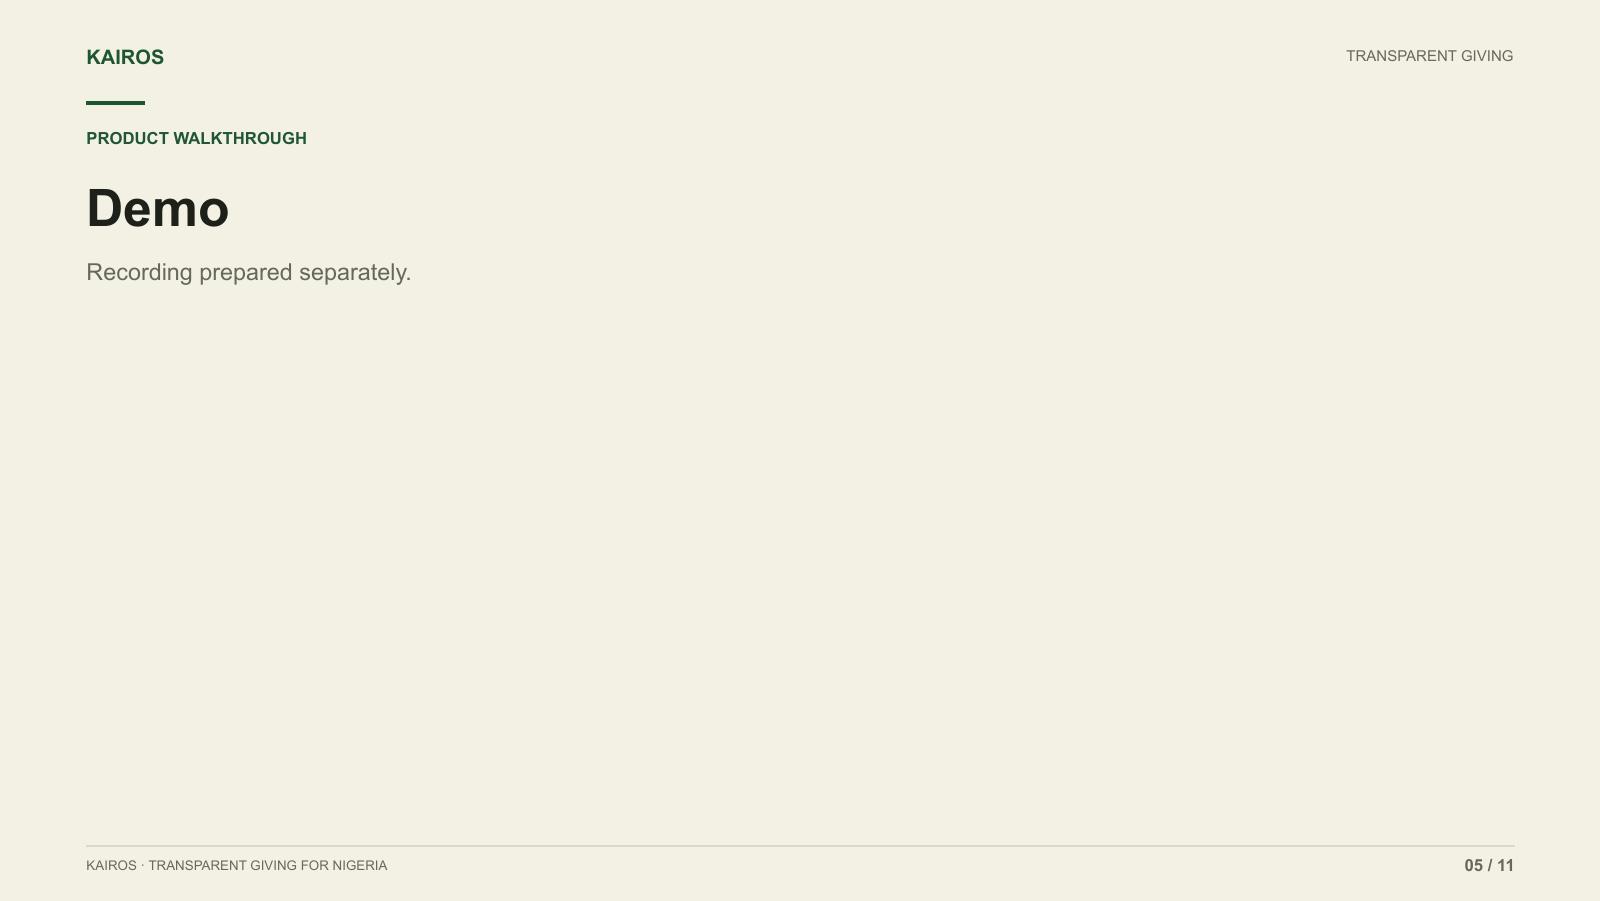 KAIROS
TRANSPARENT GIVING
PRODUCT WALKTHROUGH
Demo
Recording prepared separately.
KAIROS · TRANSPARENT GIVING FOR NIGERIA
05 / 11